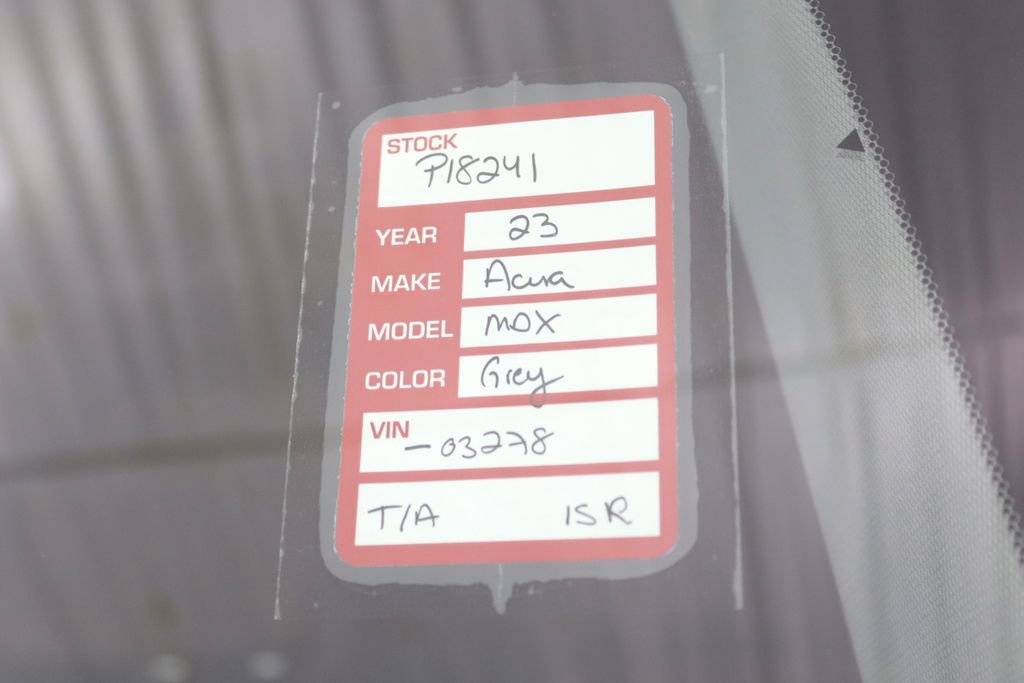 STOCK
P18241
YEAR 23
MAKE Acura
MODEL MDX
COLOR Grey
VIN
-03278
T/A ISR